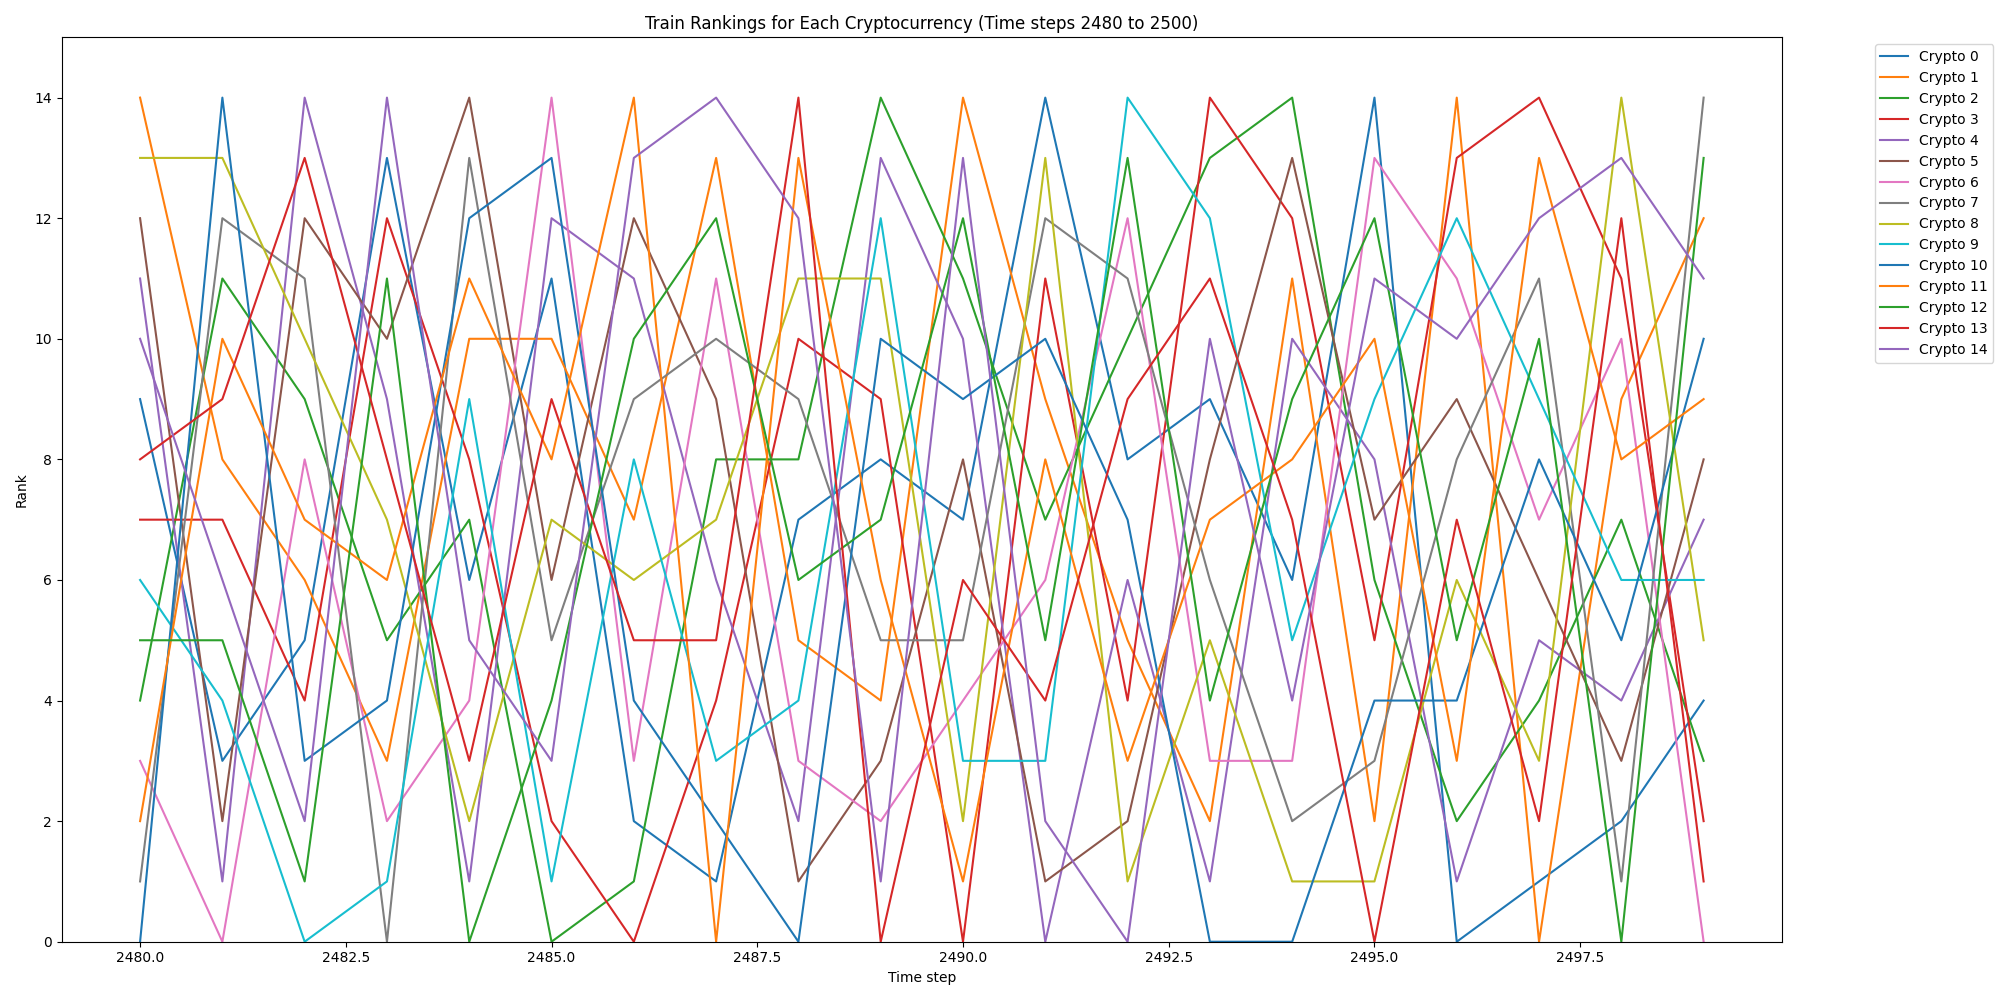 Train Rankings for Each Cryptocurrency (Time steps 2480 to 2500)
Rank
14
12
10
8
6
4
2
0
2480.0 2482.5 2485.0 2487.5 2490.0 2492.5 2495.0 2497.5
Time step
Crypto 0
Crypto 1
Crypto 2
Crypto 3
Crypto 4
Crypto 5
Crypto 6
Crypto 7
Crypto 8
Crypto 9
Crypto 10
Crypto 11
Crypto 12
Crypto 13
Crypto 14